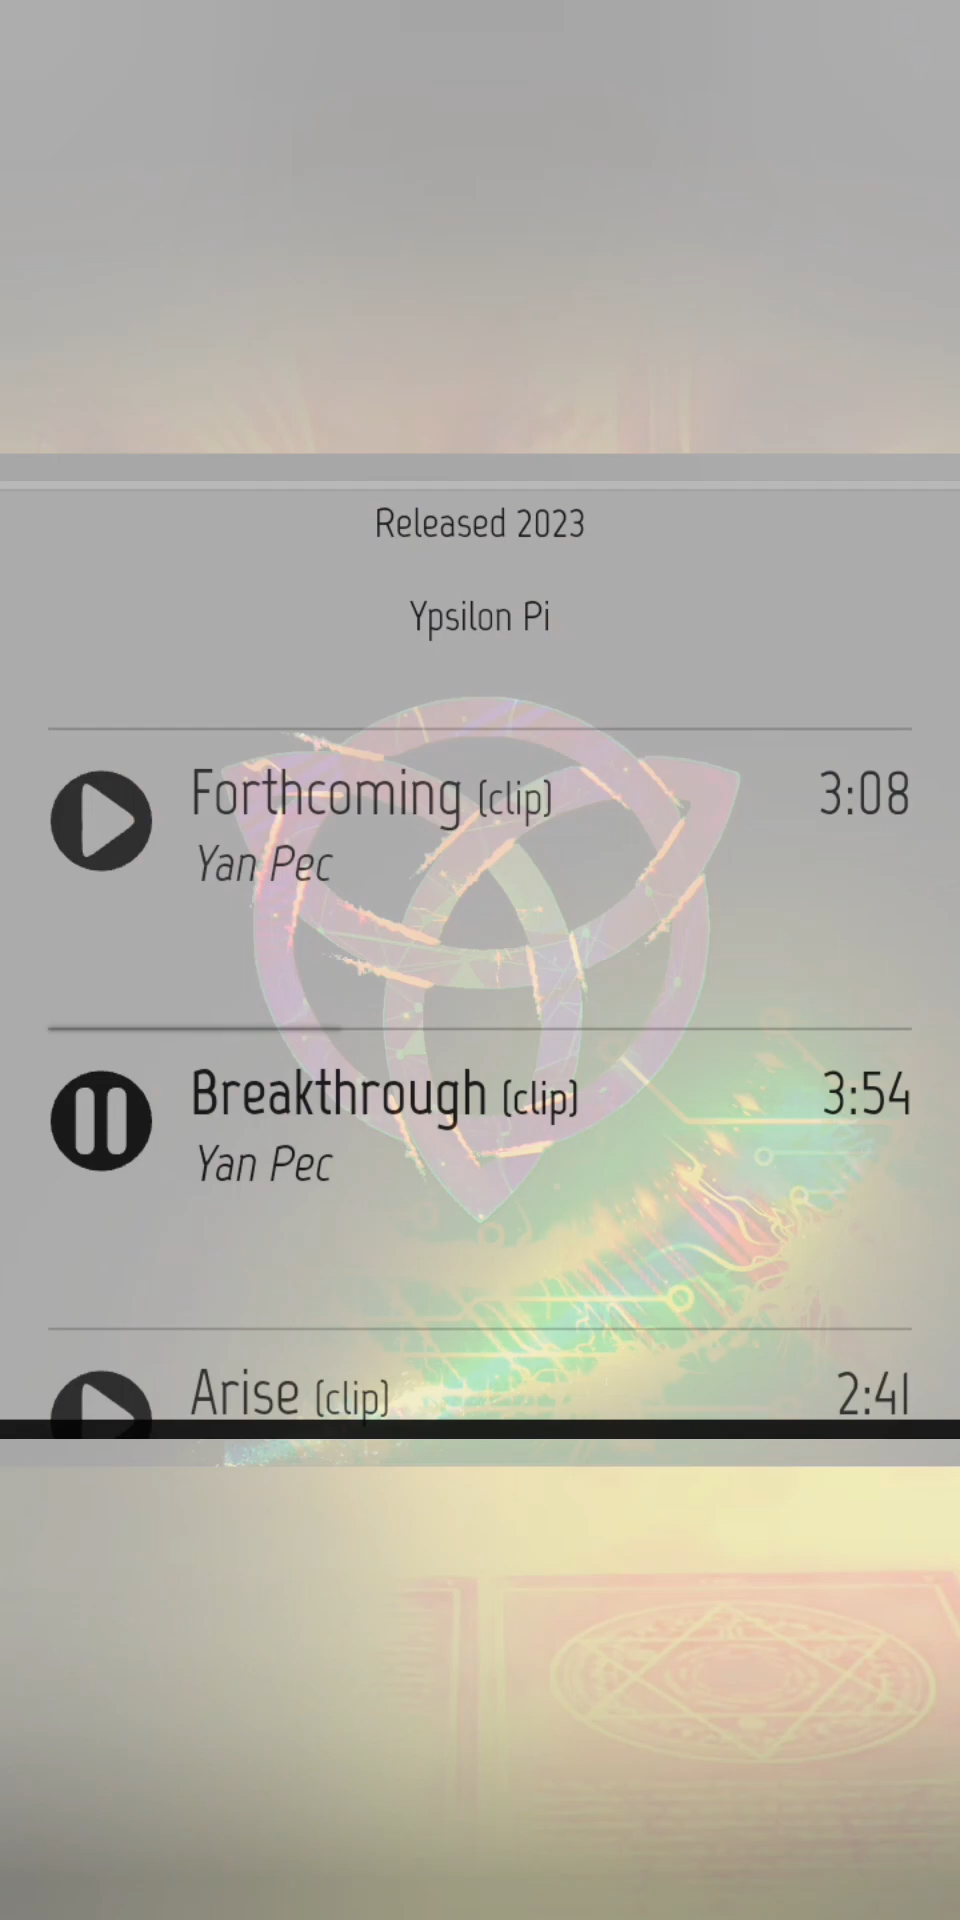 Released 2023
Ypsilon Pi
Forthcoming (clip) 3:08
Yan Pec
Breakthrough (clip) 3:54
Yan Pec
Arise (clip) 2:41